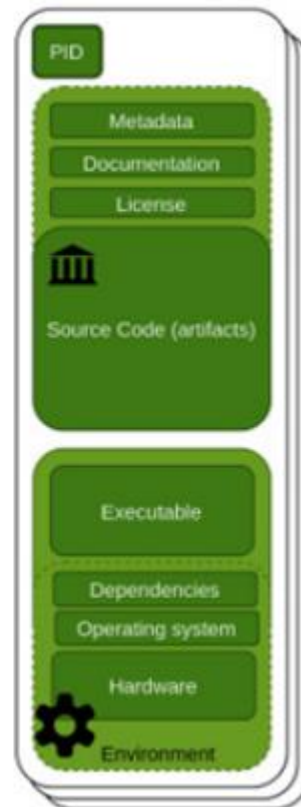 PID
Metadata
Documentation
License
Source Code (artifacts)
Executable
Dependencies
Operating system
Hardware
Environment